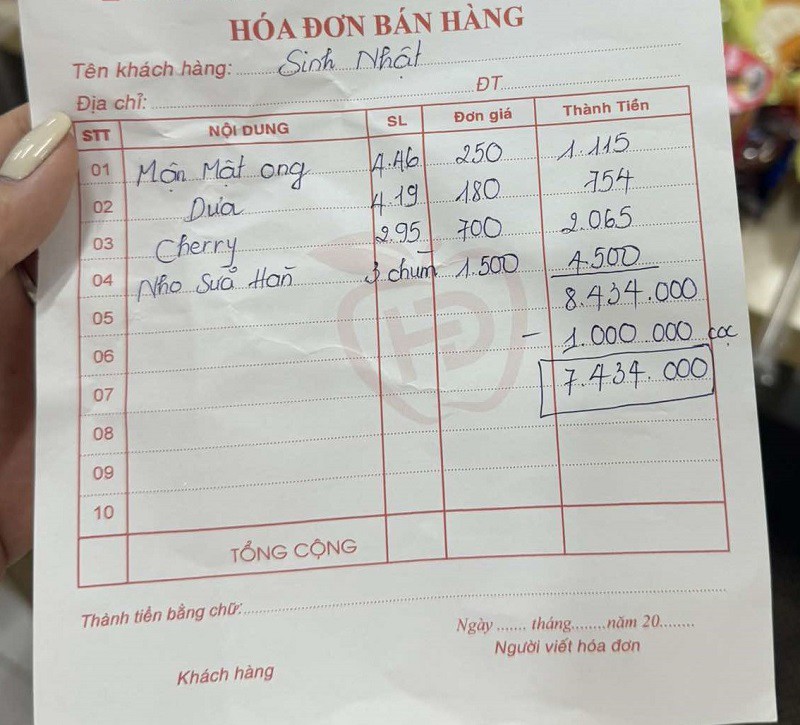 HÓA ĐƠN BÁN HÀNG
Tên khách hàng: Sinh Nhật
Địa chỉ: ĐT
STT NỘI DUNG SL Đơn giá Thành Tiền
01 Mận Mật ong 4.46 250 1.115
02 Dưa 4.19 180 754
03 Cherry 2.95 700 2.065
04 Nho Sữa Hàn 3 chùm 1.500 4.500
05 8.434.000
06 - 1.000.000 cọc
07 7.434.000
08
09
10
TỔNG CỘNG
Thành tiền bằng chữ:
Ngày ....... tháng........năm 20........
Khách hàng Người viết hóa đơn